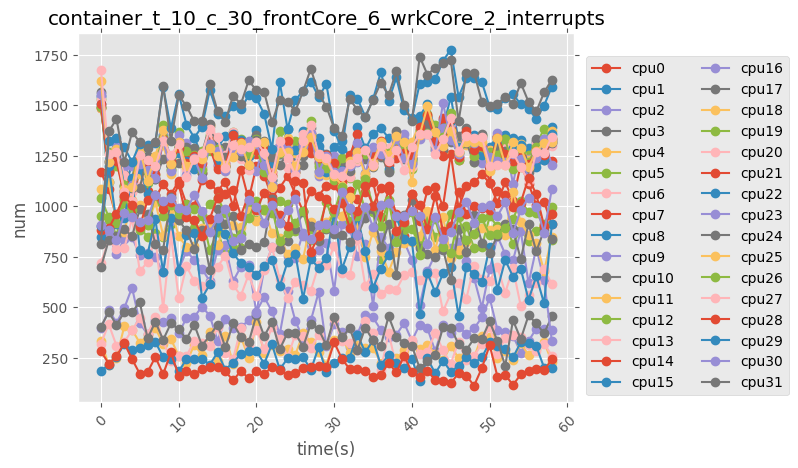 container_t_10_c_30_frontCore_6_wrkCore_2_interrupts
1750
1500
1250
1000
750
500
250
num
0
10
20
30
40
50
60
time(s)
cpu0
cpu1
cpu2
cpu3
cpu4
cpu5
cpu6
cpu7
cpu8
cpu9
cpu10
cpu11
cpu12
cpu13
cpu14
cpu15
cpu16
cpu17
cpu18
cpu19
cpu20
cpu21
cpu22
cpu23
cpu24
cpu25
cpu26
cpu27
cpu28
cpu29
cpu30
cpu31